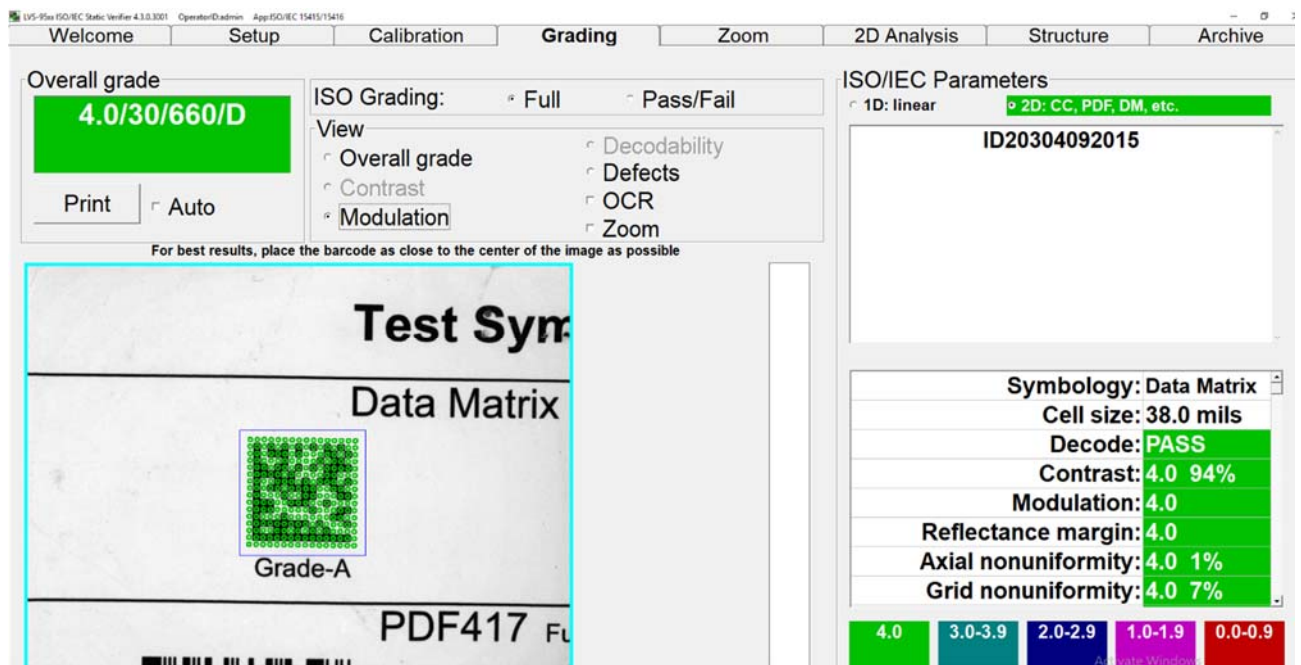 LVS-95xx ISO/IEC Static Verifier 4.3.0.3001 OperatorID:admin App:ISO/IEC 15415/15416
Welcome Setup Calibration Grading Zoom 2D Analysis Structure Archive
Overall grade
4.0/30/660/D
Print Auto
ISO Grading: Full Pass/Fail
View
Overall grade
Contrast
Modulation
Decodability
Defects
OCR
Zoom
For best results, place the barcode as close to the center of the image as possible
Test Sym
Data Matrix
Grade-A
PDF417
ISO/IEC Parameters
1D: linear 2D: CC, PDF, DM, etc.
ID20304092015
Symbology: Data Matrix
Cell size: 38.0 mils
Decode: PASS
Contrast: 4.0 94%
Modulation: 4.0
Reflectance margin: 4.0
Axial nonuniformity: 4.0 1%
Grid nonuniformity: 4.0 7%
4.0 3.0-3.9 2.0-2.9 1.0-1.9 0.0-0.9
Activate Windows